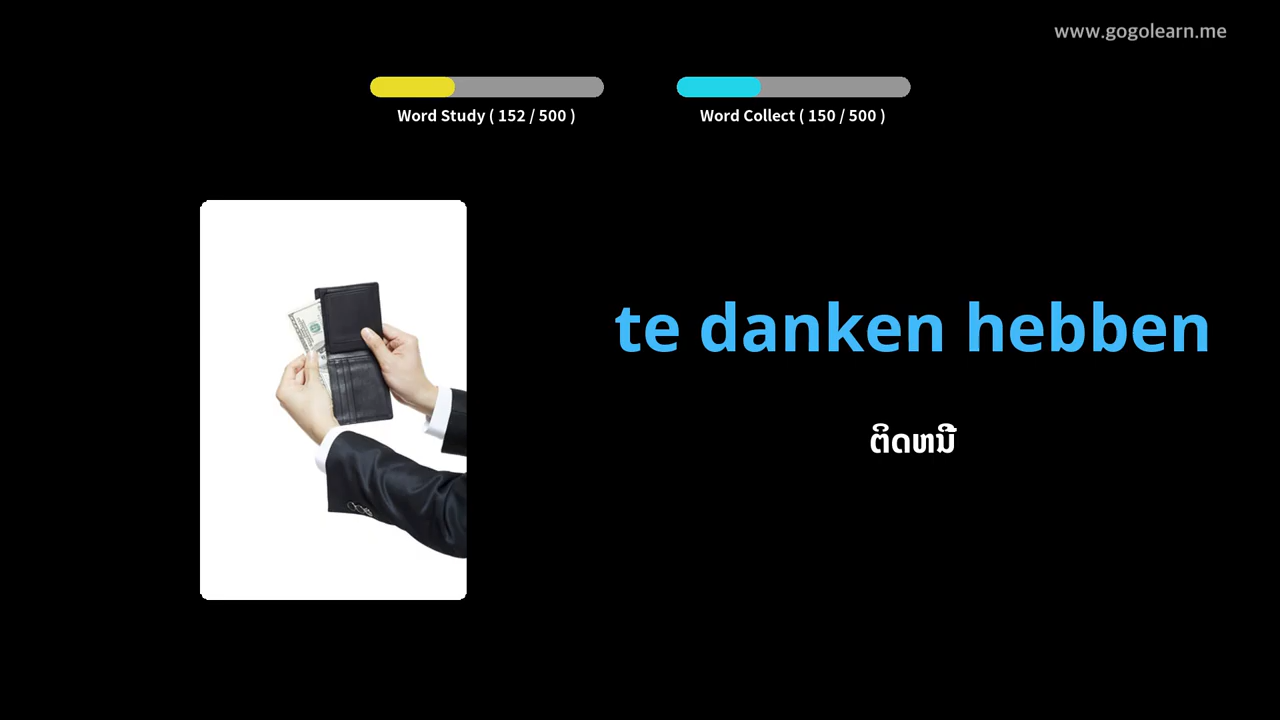 www.gogolearn.me
Word Study ( 152 / 500 )
Word Collect ( 150 / 500 )
te danken hebben
ຕິດຫນີ້